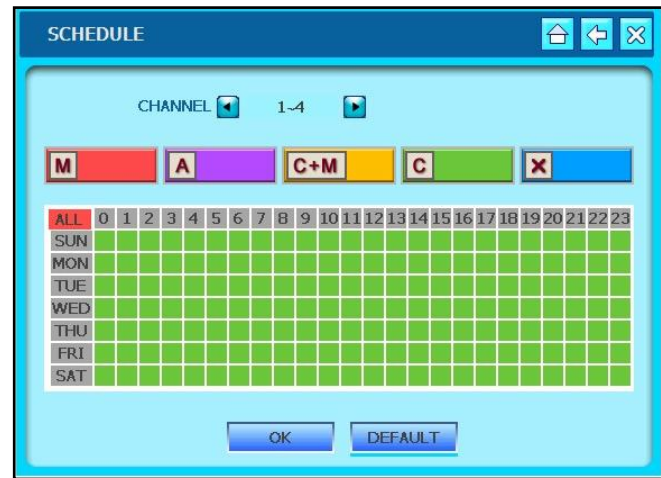 SCHEDULE
CHANNEL 1~4
M A C+M C X
ALL 0 1 2 3 4 5 6 7 8 9 10 11 12 13 14 15 16 17 18 19 20 21 22 23
SUN
MON
TUE
WED
THU
FRI
SAT
OK DEFAULT